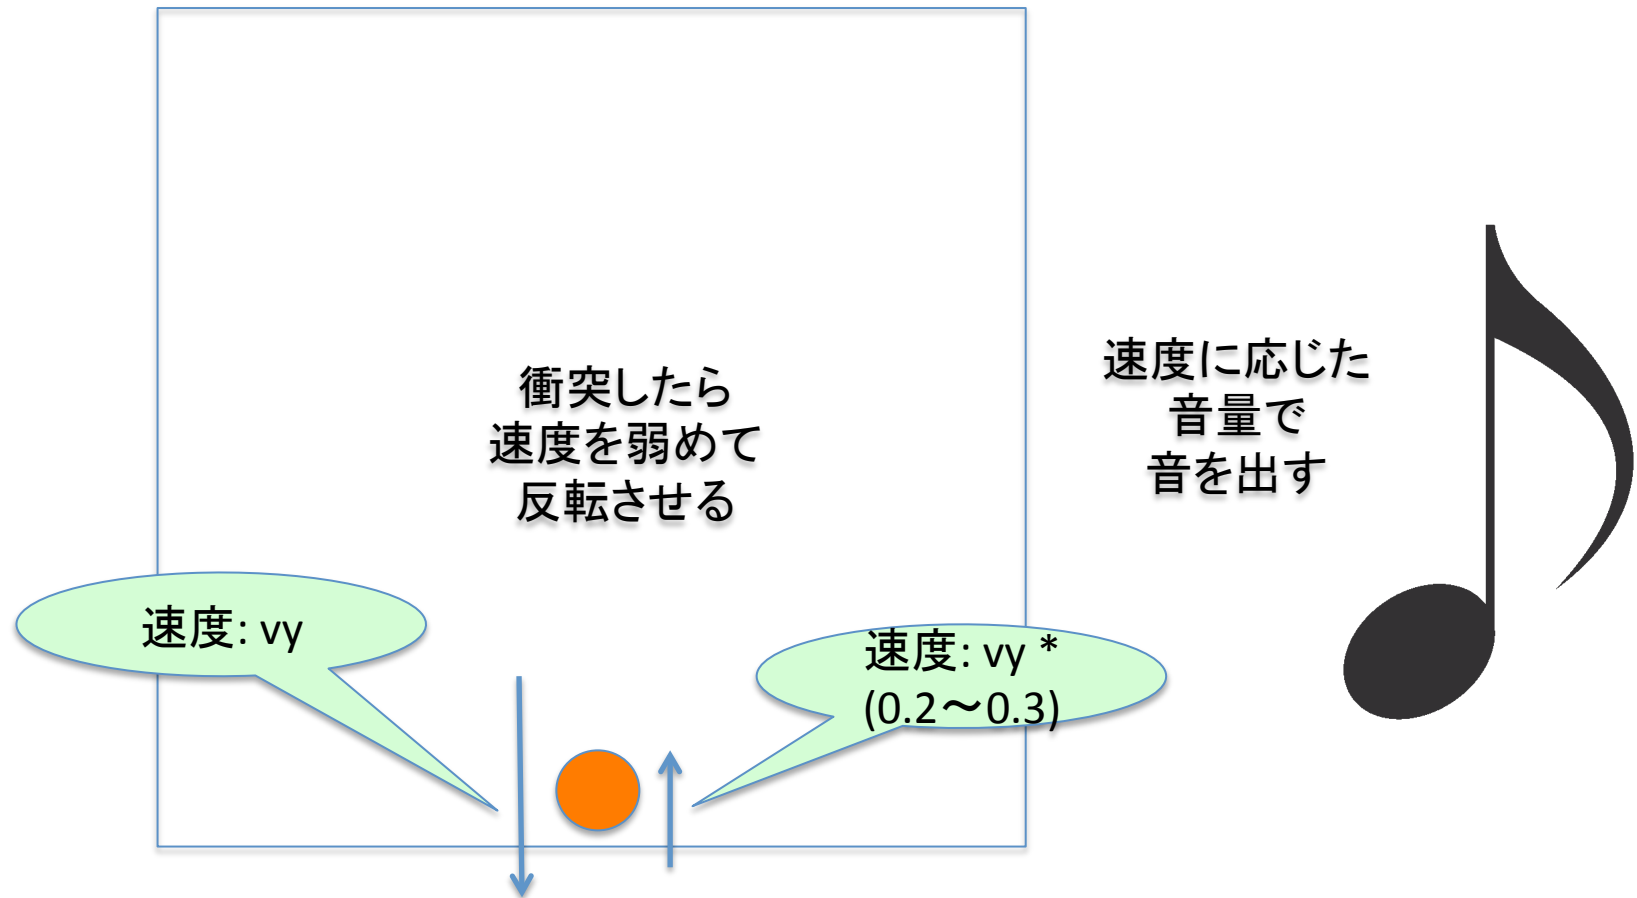 衝突したら
速度を弱めて
反転させる
速度に応じた
音量で
音を出す
速度: vy
速度: vy *
(0.2〜0.3)